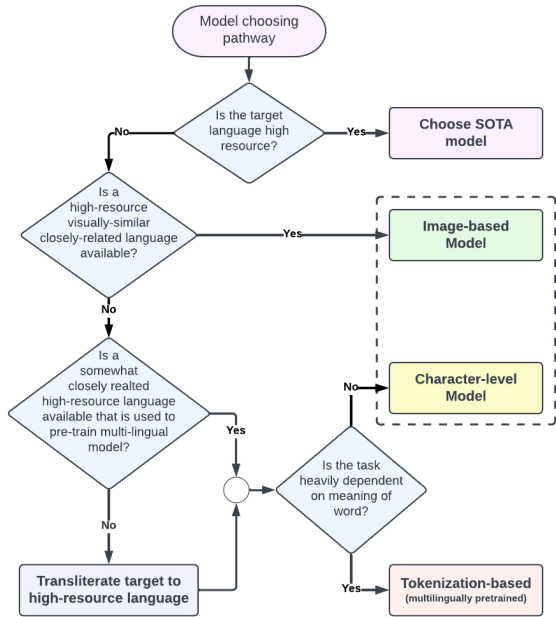 Model choosing
pathway
Is the target
language high
resource?
No
Yes
Choose SOTA
model
Is a
high-resource
visually-similar
closely-related language
available?
Yes
Image-based
Model
No
Is a
somewhat
closely realted
high-resource language
available that is used to
pre-train multi-lingual
model?
Yes
No
Character-level
Model
Is the task
heavily dependent
on meaning of
word?
No
Transliterate target to
high-resource language
Yes
Tokenization-based
(multilingually pretrained)